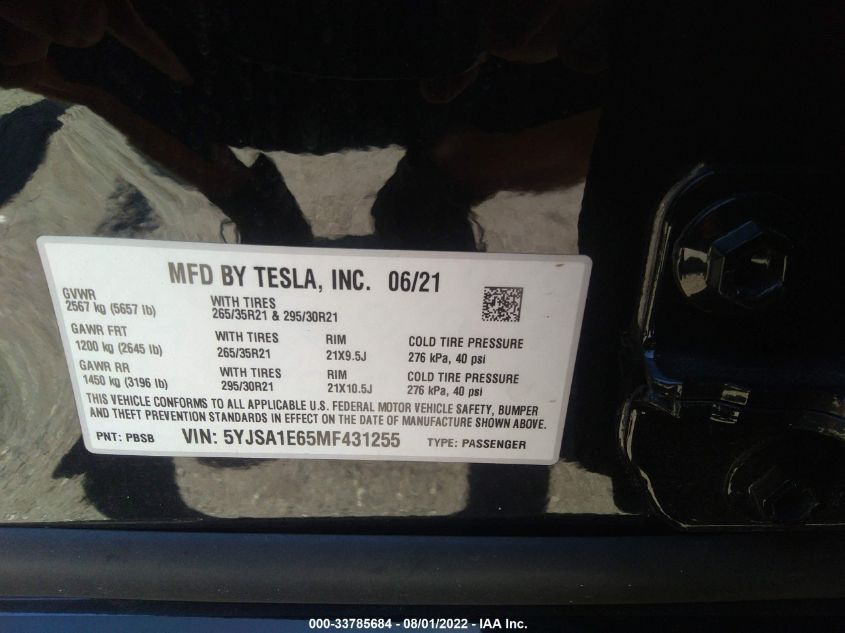 MFD BY TESLA, INC. 06/21
GVWR
2567 kg (5657 lb)
WITH TIRES
265/35R21 & 295/30R21
GAWR FRT
1200 kg (2645 lb)
WITH TIRES
265/35R21
RIM
21X9.5J
COLD TIRE PRESSURE
276 kPa, 40 psi
GAWR RR
1450 kg (3196 lb)
WITH TIRES
295/30R21
RIM
21X10.5J
COLD TIRE PRESSURE
276 kPa, 40 psi
THIS VEHICLE CONFORMS TO ALL APPLICABLE U.S. FEDERAL MOTOR VEHICLE SAFETY, BUMPER
AND THEFT PREVENTION STANDARDS IN EFFECT ON THE DATE OF MANUFACTURE SHOWN ABOVE.
PNT: PBSB VIN: 5YJSA1E65MF431255 TYPE: PASSENGER
000-33785684 - 08/01/2022 - IAA Inc.